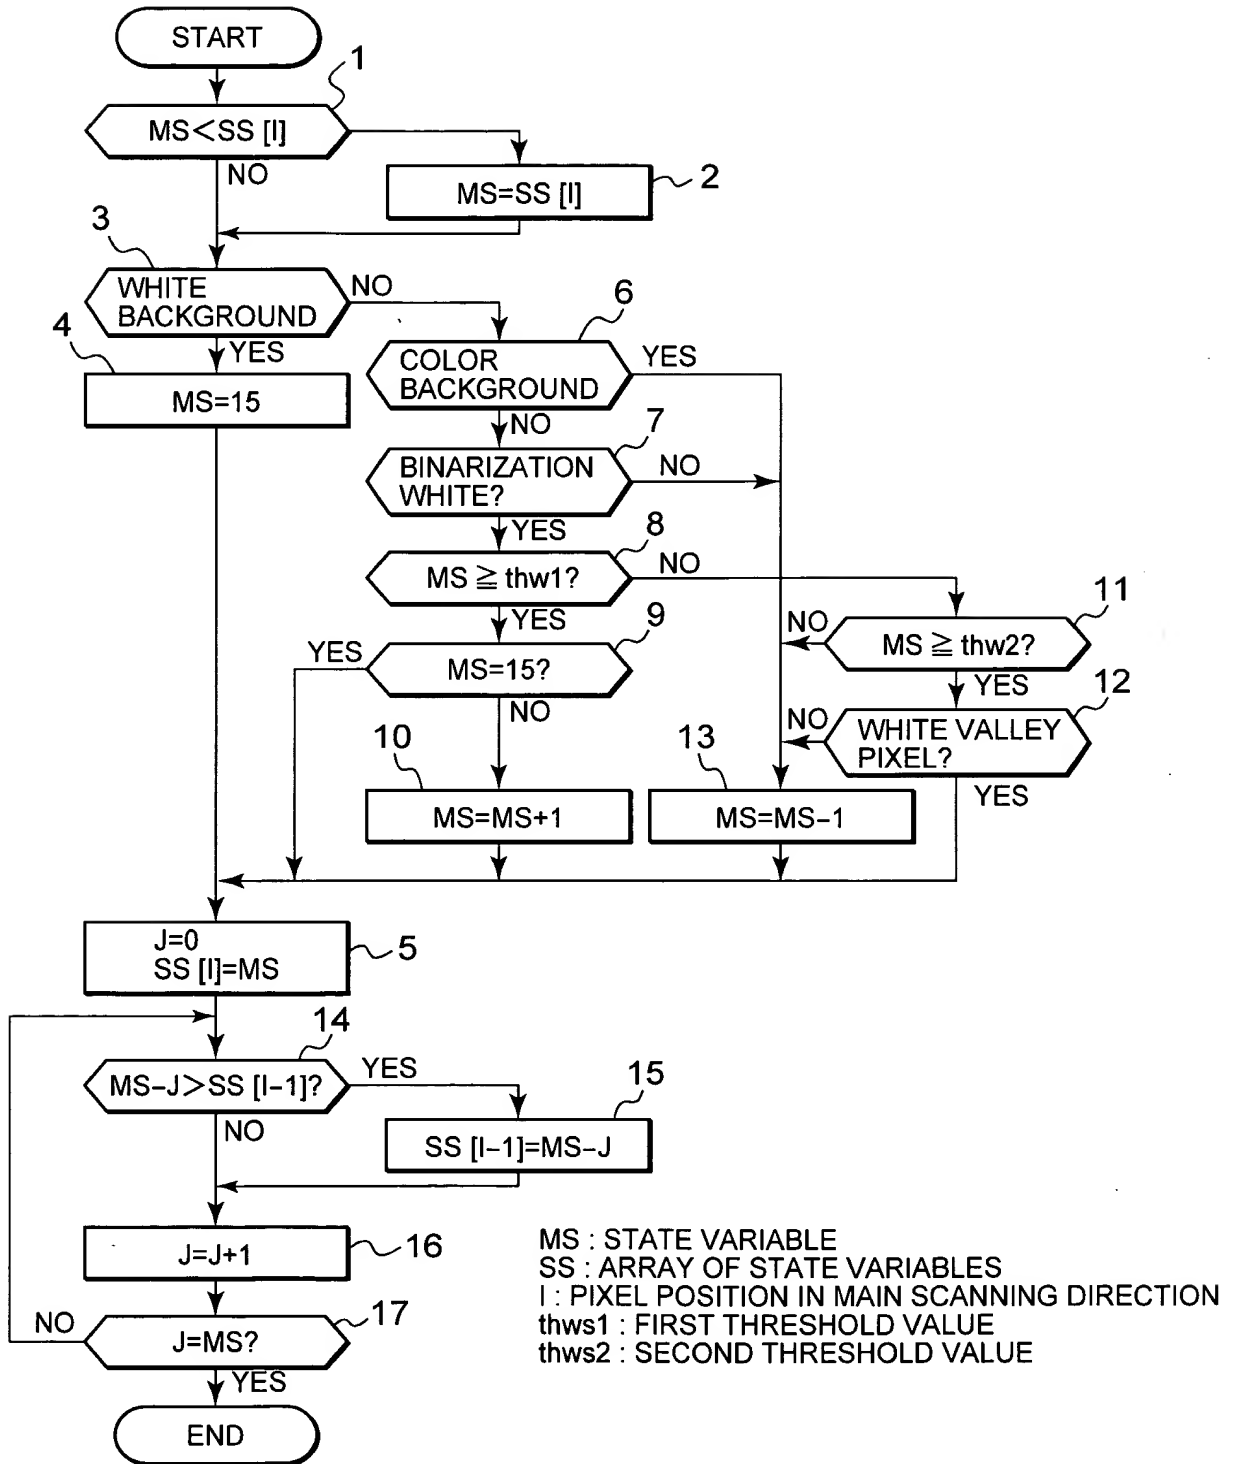 START
1
MS<SS [I]
NO
MS=SS [I]
2
3
WHITE
BACKGROUND
NO
YES
4
MS=15
6
COLOR
BACKGROUND
YES
NO
7
BINARIZATION
WHITE?
NO
YES
8
MS ≧ thw1?
NO
YES
9
MS=15?
YES
NO
11
MS ≧ thw2?
NO
YES
12
WHITE VALLEY
PIXEL?
NO
YES
10
MS=MS+1
13
MS=MS−1
J=0
SS [I]=MS
5
14
MS−J>SS [I−1]?
YES
NO
15
SS [I−1]=MS−J
J=J+1
16
17
J=MS?
NO
YES
END
MS : STATE VARIABLE
SS : ARRAY OF STATE VARIABLES
I : PIXEL POSITION IN MAIN SCANNING DIRECTION
thws1 : FIRST THRESHOLD VALUE
thws2 : SECOND THRESHOLD VALUE